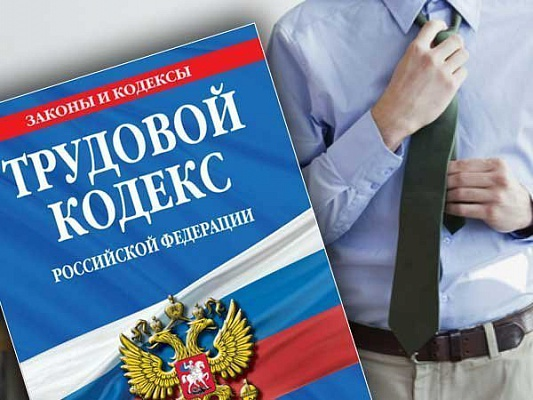 ЗАКОНЫ И КОДЕКСЫ
ТРУДОВОЙ
КОДЕКС
РОССИЙСКОЙ ФЕДЕРАЦИИ